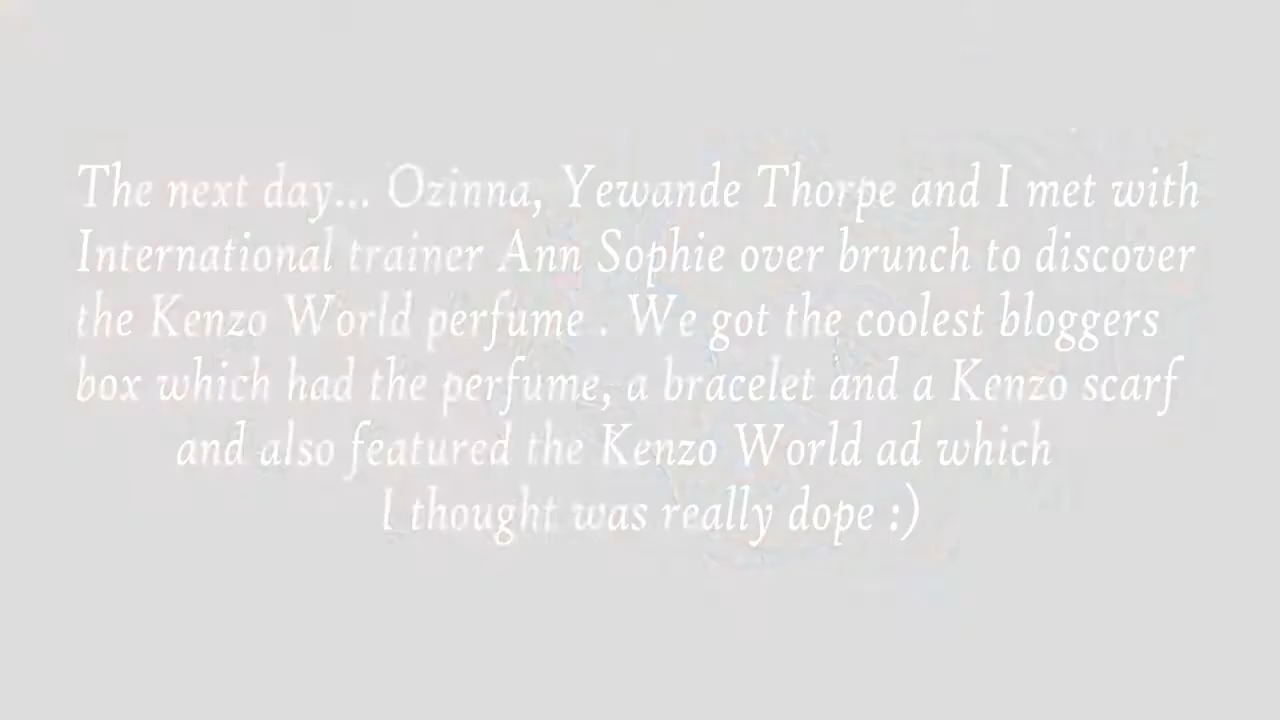 The next day... Ozinna, Yewande Thorpe and I met with
International trainer Ann Sophie over brunch to discover
the Kenzo World perfume . We got the coolest bloggers
box which had the perfume, a bracelet and a Kenzo scarf
and also featured the Kenzo World ad which
I thought was really dope :)